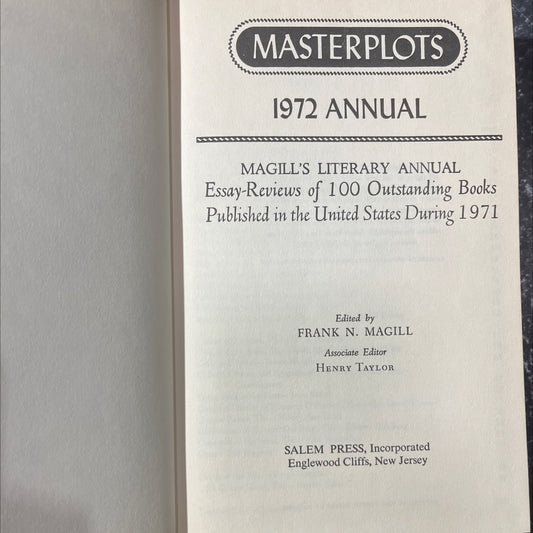 MASTERPLOTS
1972 ANNUAL
MAGILL'S LITERARY ANNUAL
Essay-Reviews of 100 Outstanding Books
Published in the United States During 1971
Edited by
FRANK N. MAGILL
Associate Editor
HENRY TAYLOR
SALEM PRESS, Incorporated
Englewood Cliffs, New Jersey